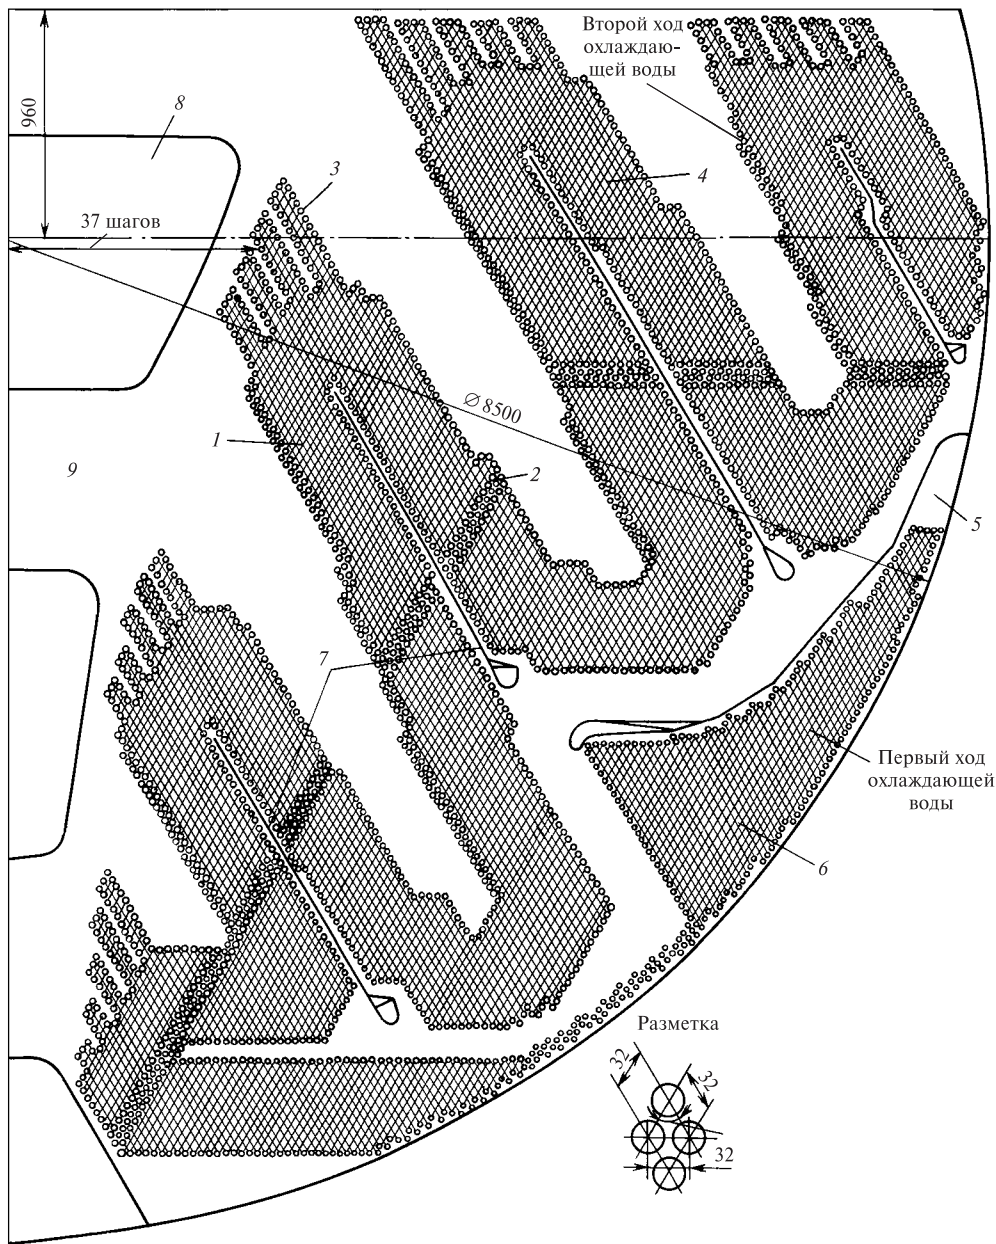 Второй ход
охлаждаю-
щей воды
960
8
3
4
37 шагов
Ø 8500
1
2
9
5
7
Первый ход
охлаждающей
воды
6
Разметка
32
32
32